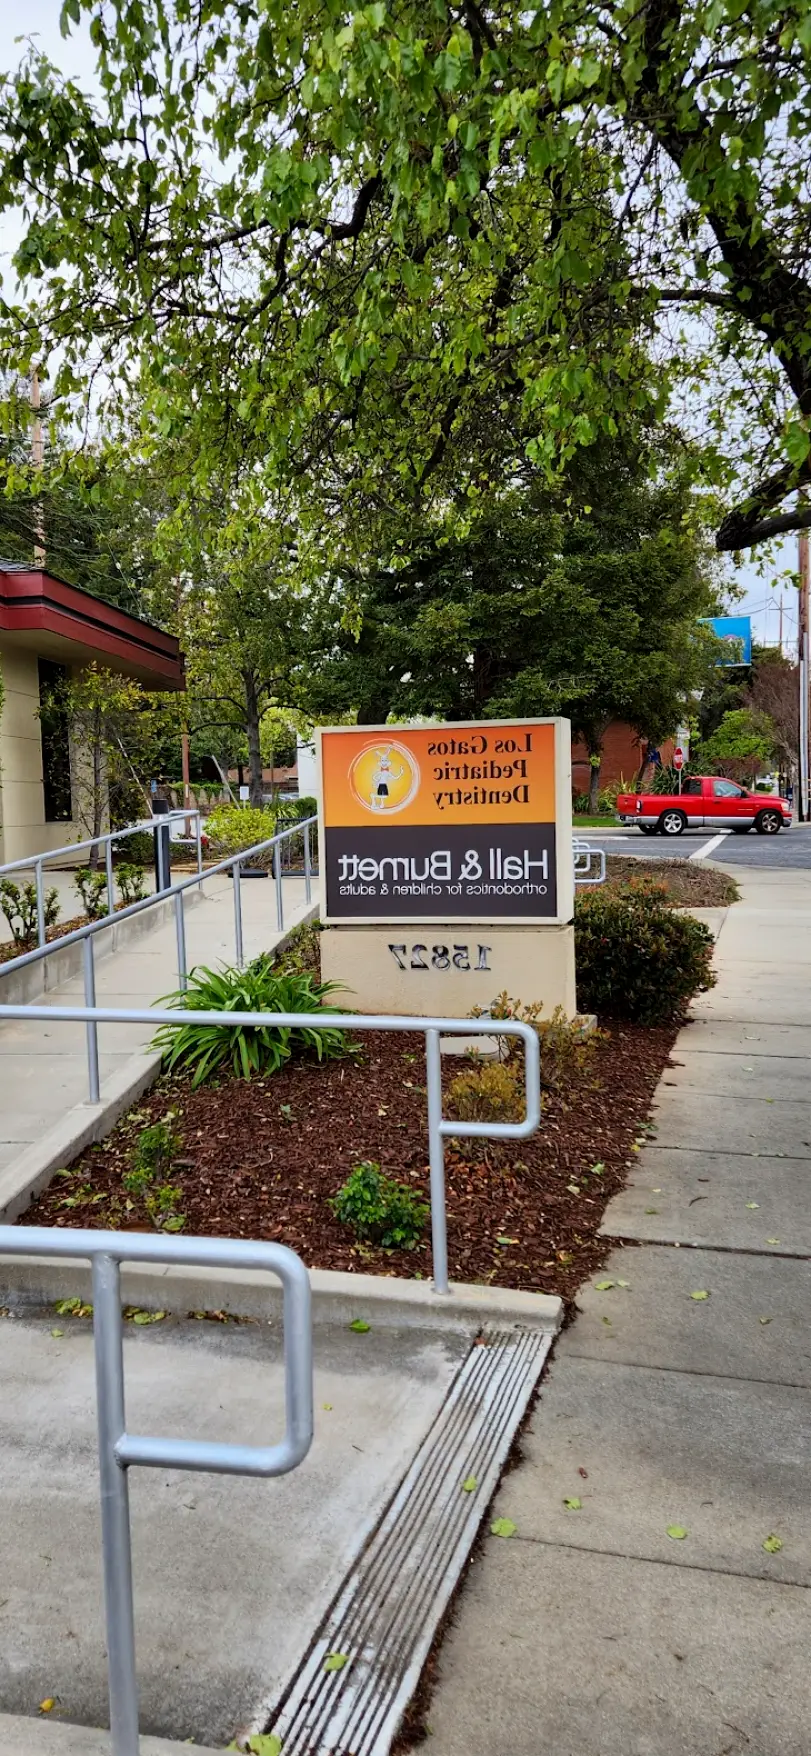 Los Gatos
Pediatric
Dentistry
Hall & Burnett
orthodontics for children & adults
15827